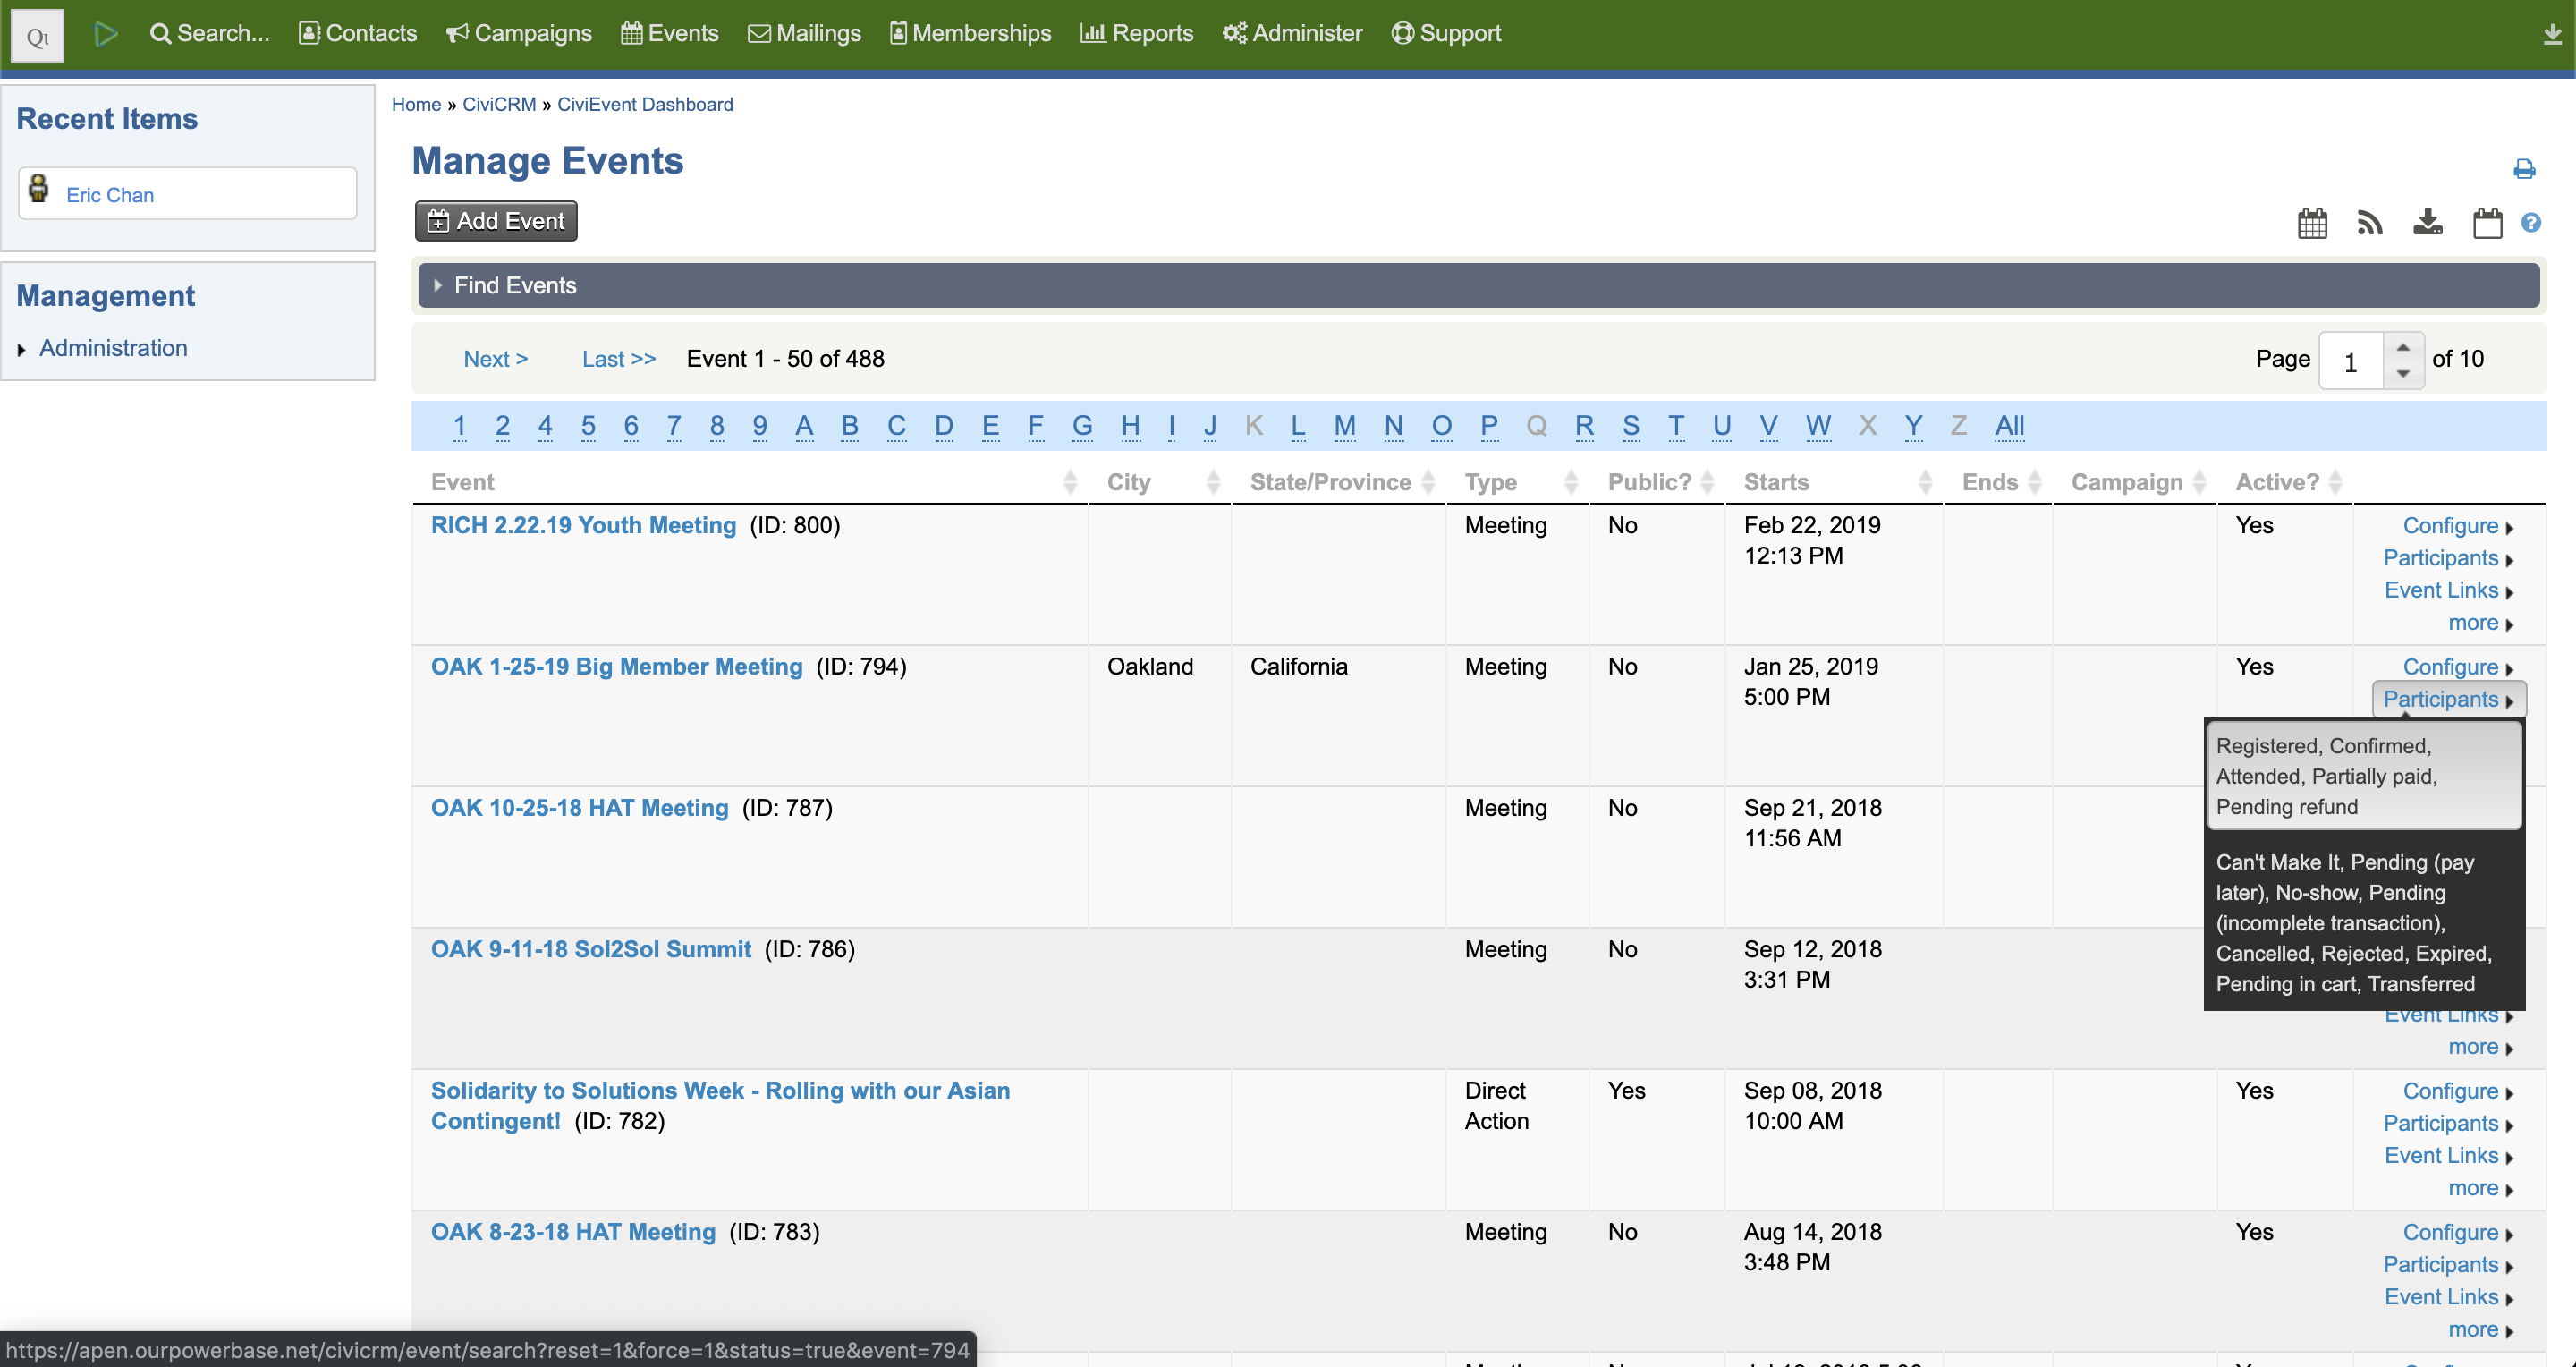 Qu
Search...
Contacts
Campaigns
Events
Mailings
Memberships
Reports
Administer
Support
Recent Items
Eric Chan
Management
Administration
Home » CiviCRM » CiviEvent Dashboard
Manage Events
Add Event
Find Events
Next >
Last >>
Event 1 - 50 of 488
Page 1 of 10
1 2 4 5 6 7 8 9 A B C D E F G H I J K L M N O P Q R S T U V W X Y Z All
Event City State/Province Type Public? Starts Ends Campaign Active?
RICH 2.22.19 Youth Meeting (ID: 800) Meeting No Feb 22, 2019 Yes Configure
12:13 PM Participants
Event Links
more
OAK 1-25-19 Big Member Meeting (ID: 794) Oakland California Meeting No Jan 25, 2019 Yes Configure
5:00 PM Participants
Registered, Confirmed,
Attended, Partially paid,
Pending refund
Can't Make It, Pending (pay
later), No-show, Pending
(incomplete transaction),
Cancelled, Rejected, Expired,
Pending in cart, Transferred
OAK 10-25-18 HAT Meeting (ID: 787) Meeting No Sep 21, 2018
11:56 AM
OAK 9-11-18 Sol2Sol Summit (ID: 786) Meeting No Sep 12, 2018
3:31 PM
Event Links
more
Solidarity to Solutions Week - Rolling with our Asian Direct Yes Sep 08, 2018 Yes Configure
Contingent! (ID: 782) Action 10:00 AM Participants
Event Links
more
OAK 8-23-18 HAT Meeting (ID: 783) Meeting No Aug 14, 2018 Yes Configure
3:48 PM Participants
Event Links
more
https://apen.ourpowerbase.net/civicrm/event/search?reset=1&force=1&status=true&event=794